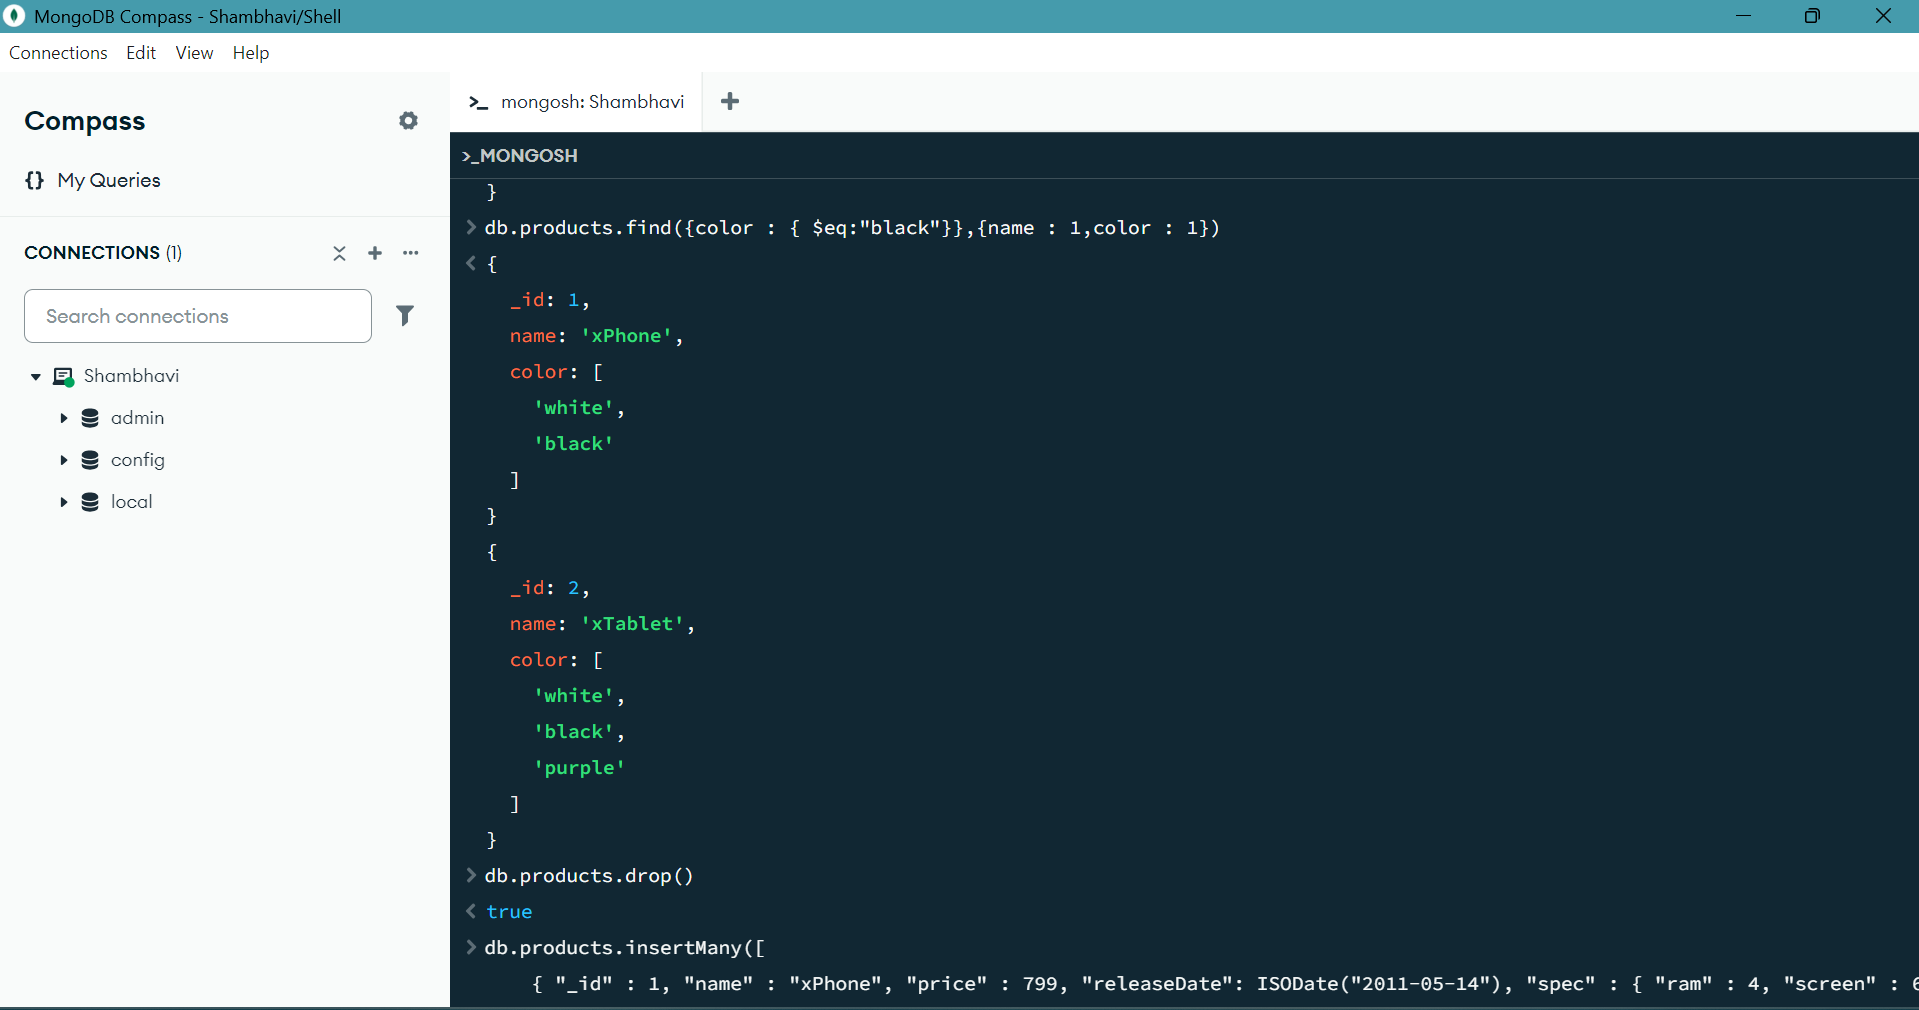 MongoDB Compass - Shambhavi/Shell
Connections Edit View Help
Compass
{} My Queries
CONNECTIONS (1)
Search connections
Shambhavi
admin
config
local
>_ mongosh: Shambhavi +
>_MONGOSH
}
> db.products.find({color : { $eq:"black"}},{name : 1,color : 1})
< {
_id: 1,
name: 'xPhone',
color: [
'white',
'black'
]
}
{
_id: 2,
name: 'xTablet',
color: [
'white',
'black',
'purple'
]
}
> db.products.drop()
< true
> db.products.insertMany([
{ "_id" : 1, "name" : "xPhone", "price" : 799, "releaseDate": ISODate("2011-05-14"), "spec" : { "ram" : 4, "screen" :